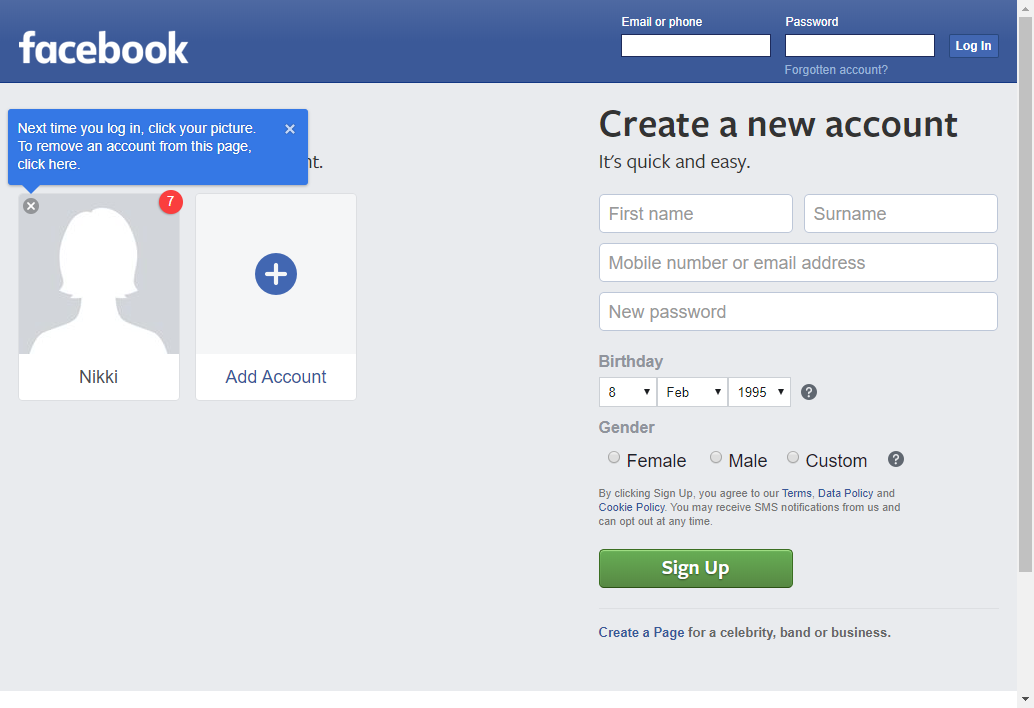 facebook
Email or phone
Password
Log In
Forgotten account?
Next time you log in, click your picture.
To remove an account from this page,
click here.
7
Nikki
Add Account
Create a new account
It's quick and easy.
First name
Surname
Mobile number or email address
New password
Birthday
8 Feb 1995
Gender
Female Male Custom
By clicking Sign Up, you agree to our Terms, Data Policy and
Cookie Policy. You may receive SMS notifications from us and
can opt out at any time.
Sign Up
Create a Page for a celebrity, band or business.